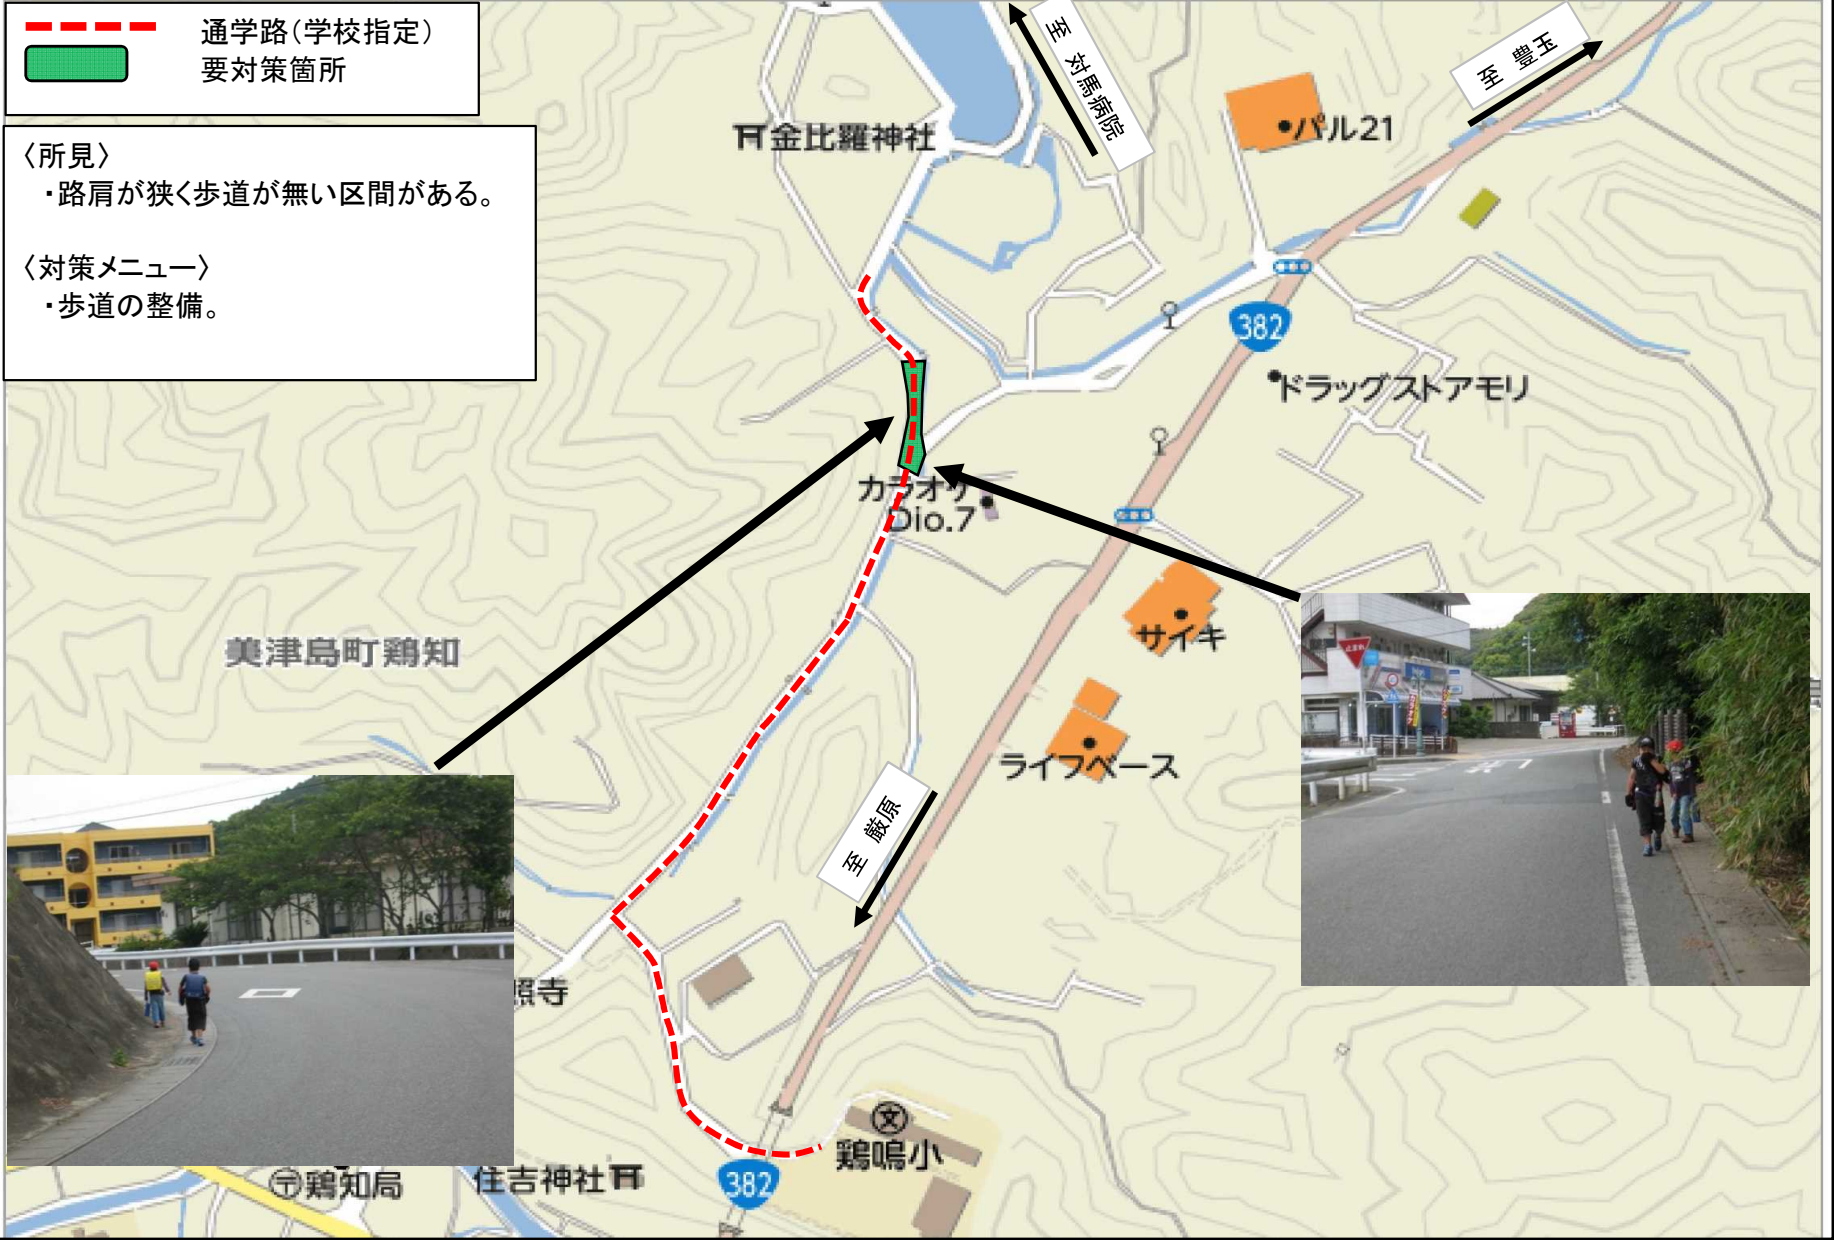 通学路(学校指定)
要対策箇所
〈所見〉
・路肩が狭く歩道が無い区間がある。
〈対策メニュー〉
・歩道の整備。
至 対馬病院
至 豊玉
金比羅神社
パル21
382
ドラッグストアモリ
カラオケ
Dio.7
サイキ
美津島町鶏知
ライフベース
至 厳原
照寺
鶏鳴小
鶏知局
住吉神社
382